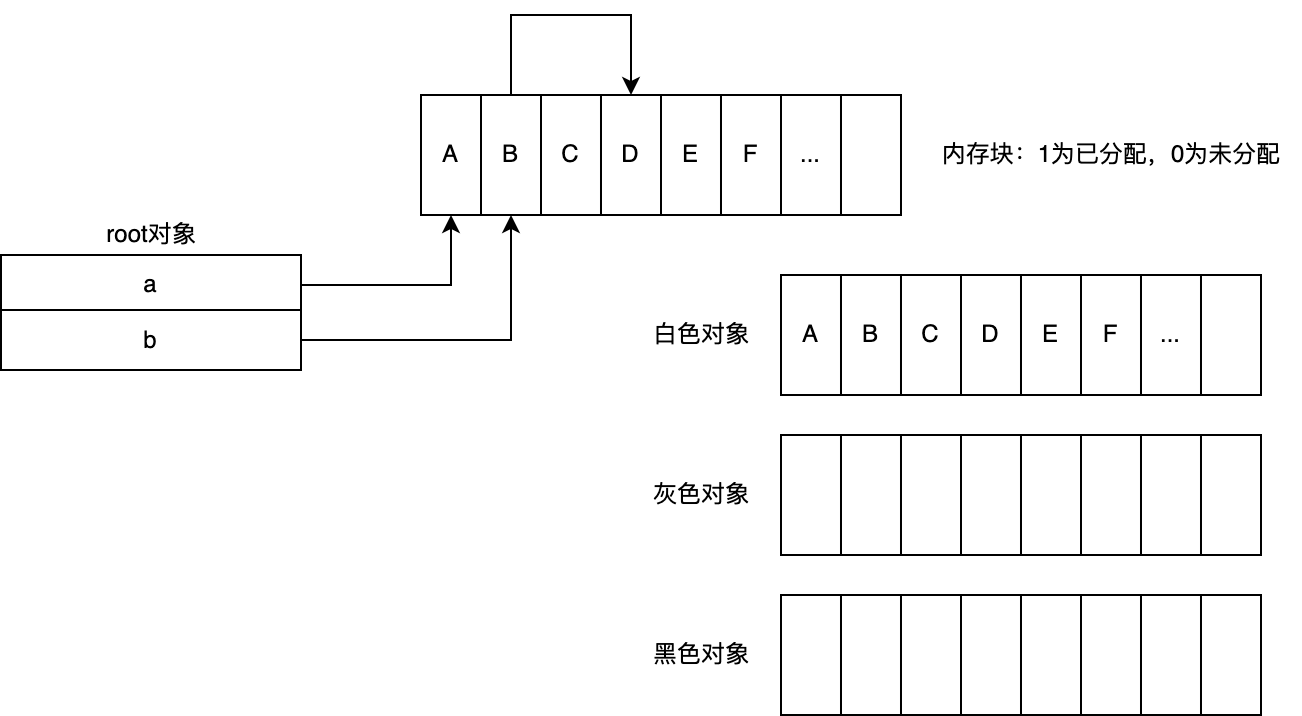 A B C D E F ...
内存块：1为已分配，0为未分配
root对象
a
b
白色对象 A B C D E F ...
灰色对象
黑色对象